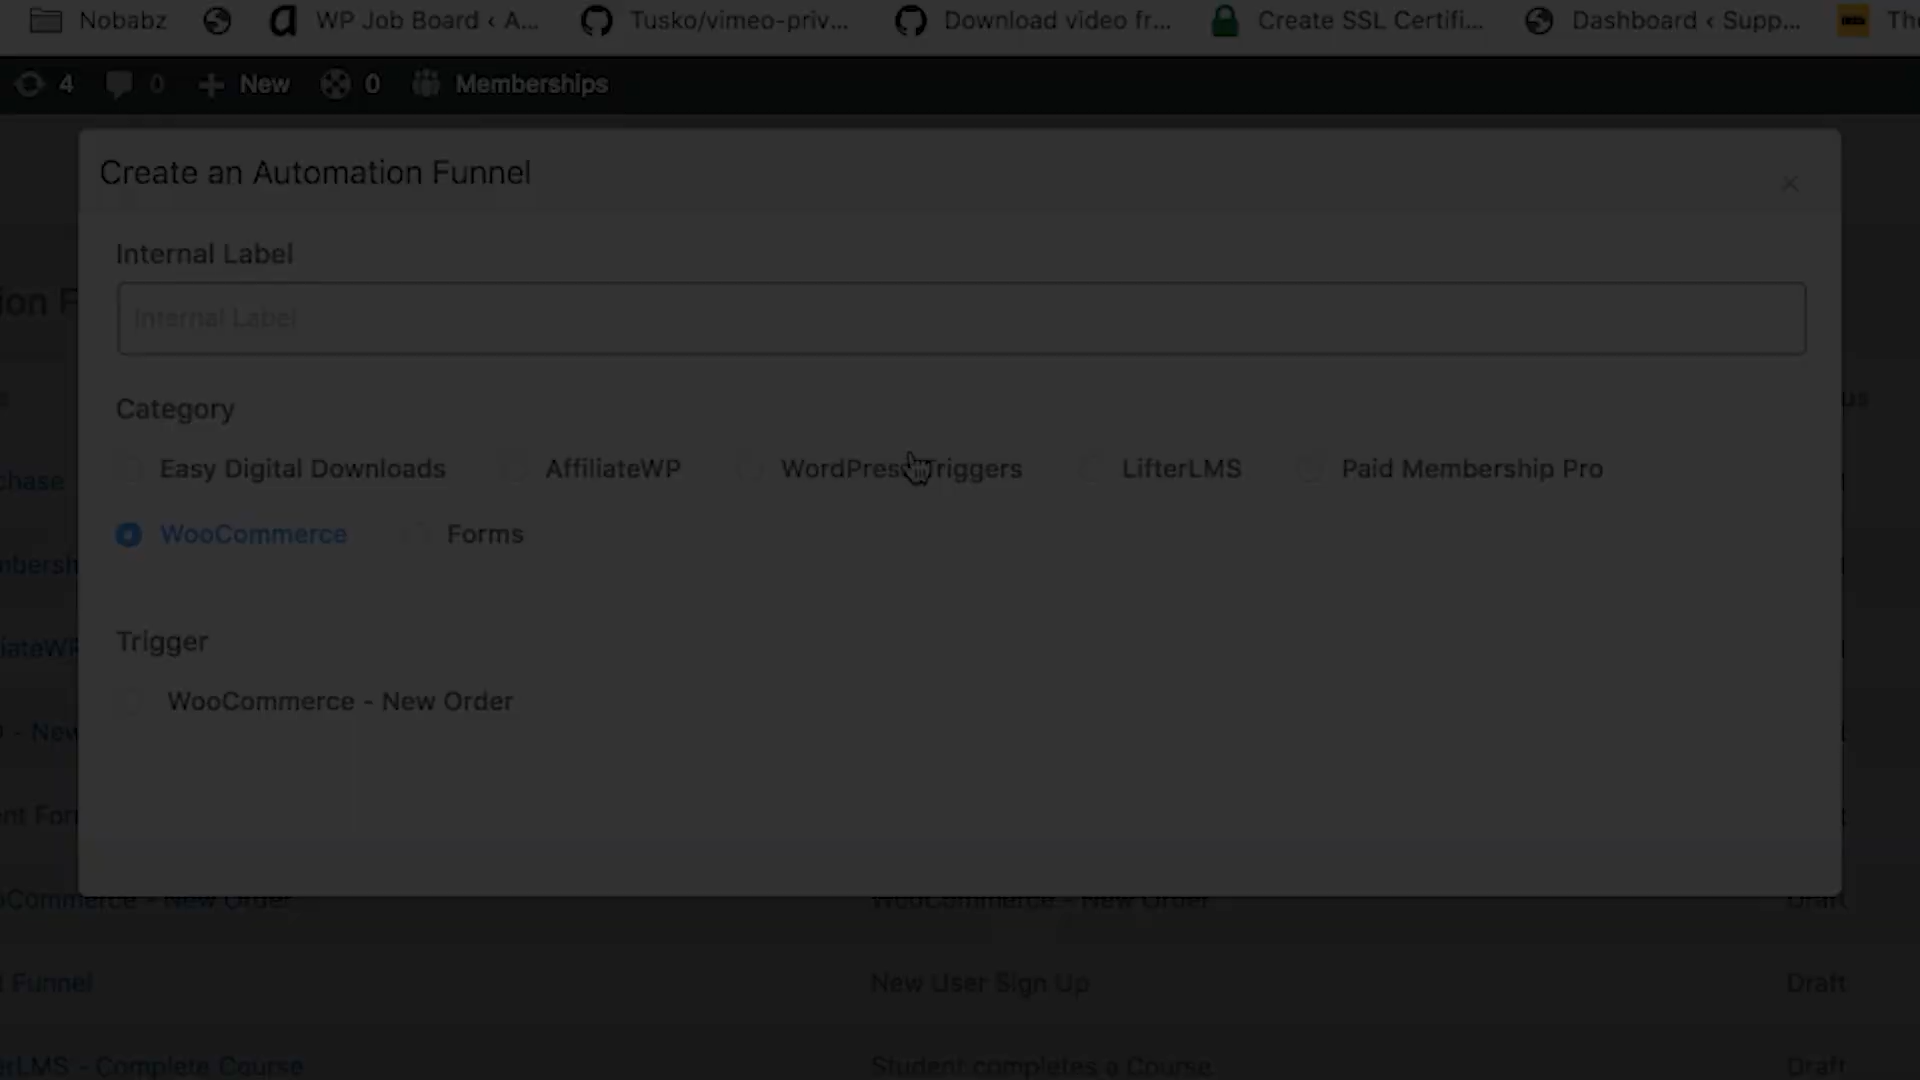 Nobabz WP Job Board ‹ A... Tusko/vimeo-priv... Download video fr... Create SSL Certifi... Dashboard ‹ Supp...
4 0 New 0 Memberships
Create an Automation Funnel
Internal Label
Internal Label
Category
Easy Digital Downloads AffiliateWP WordPress Triggers LifterLMS Paid Membership Pro
WooCommerce Forms
Trigger
WooCommerce - New Order
WooCommerce - New Order Draft
Funnel New User Sign Up Draft
- Complete Course Student completes a Course Draft